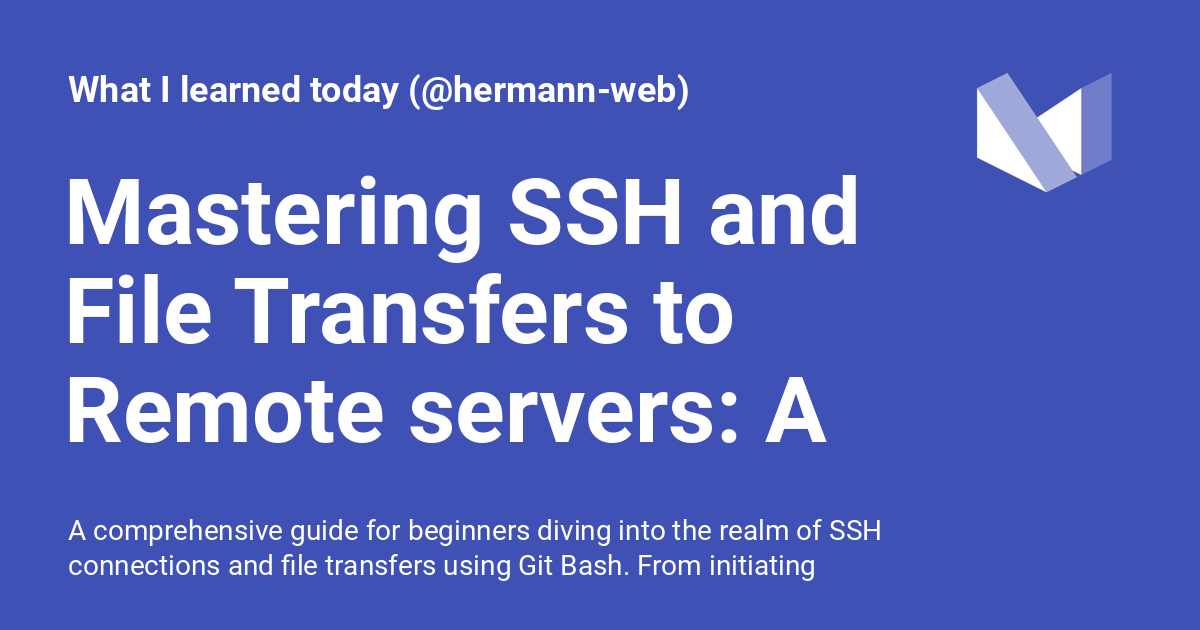 What I learned today (@hermann-web)
Mastering SSH and
File Transfers to
Remote servers: A
A comprehensive guide for beginners diving into the realm of SSH
connections and file transfers using Git Bash. From initiating